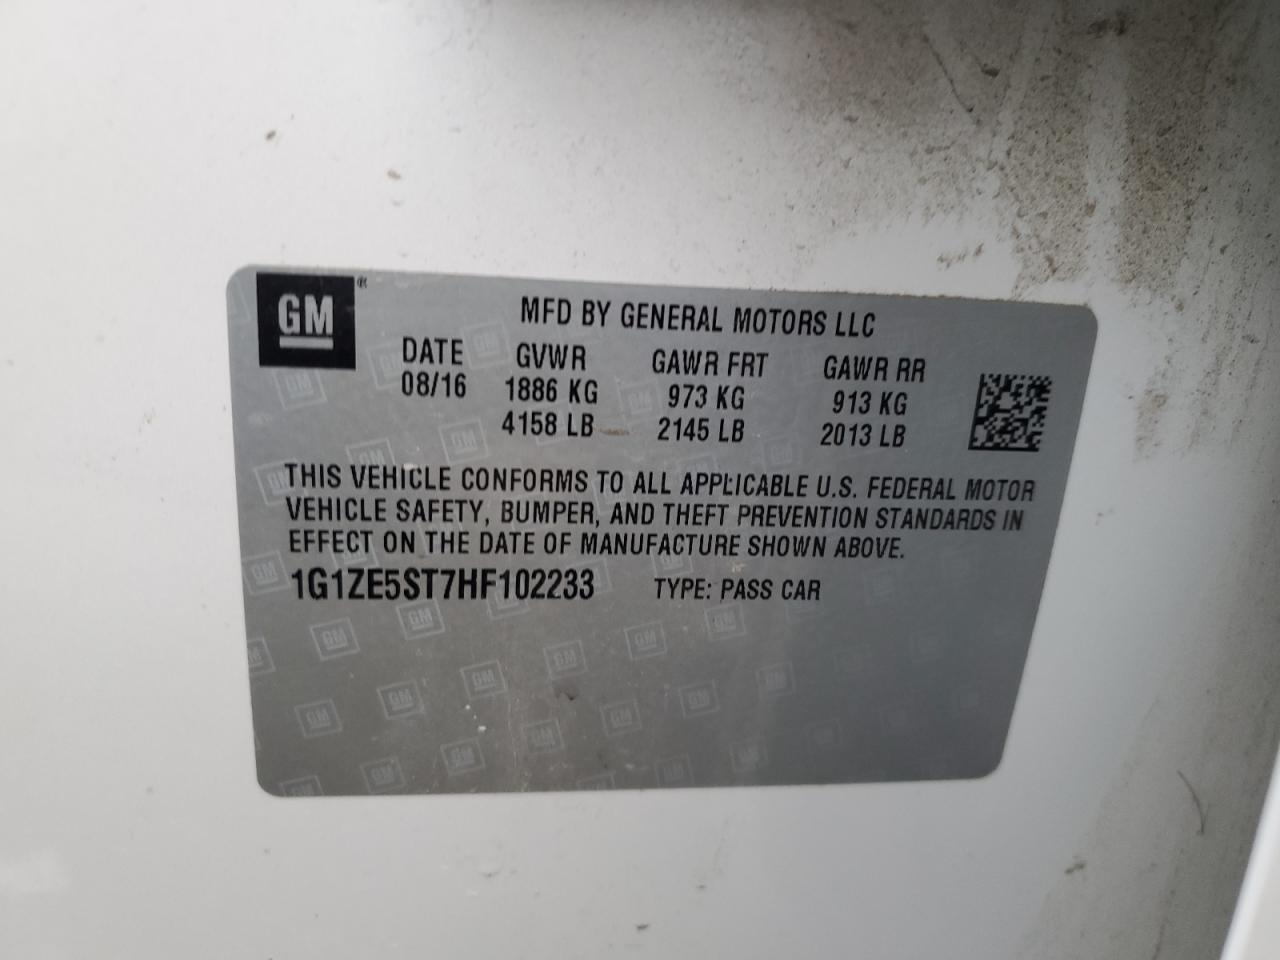 GM®
MFD BY GENERAL MOTORS LLC
DATE GVWR GAWR FRT GAWR RR
08/16 1886 KG 973 KG 913 KG
4158 LB 2145 LB 2013 LB
THIS VEHICLE CONFORMS TO ALL APPLICABLE U.S. FEDERAL MOTOR
VEHICLE SAFETY, BUMPER, AND THEFT PREVENTION STANDARDS IN
EFFECT ON THE DATE OF MANUFACTURE SHOWN ABOVE.
1G1ZE5ST7HF102233 TYPE: PASS CAR